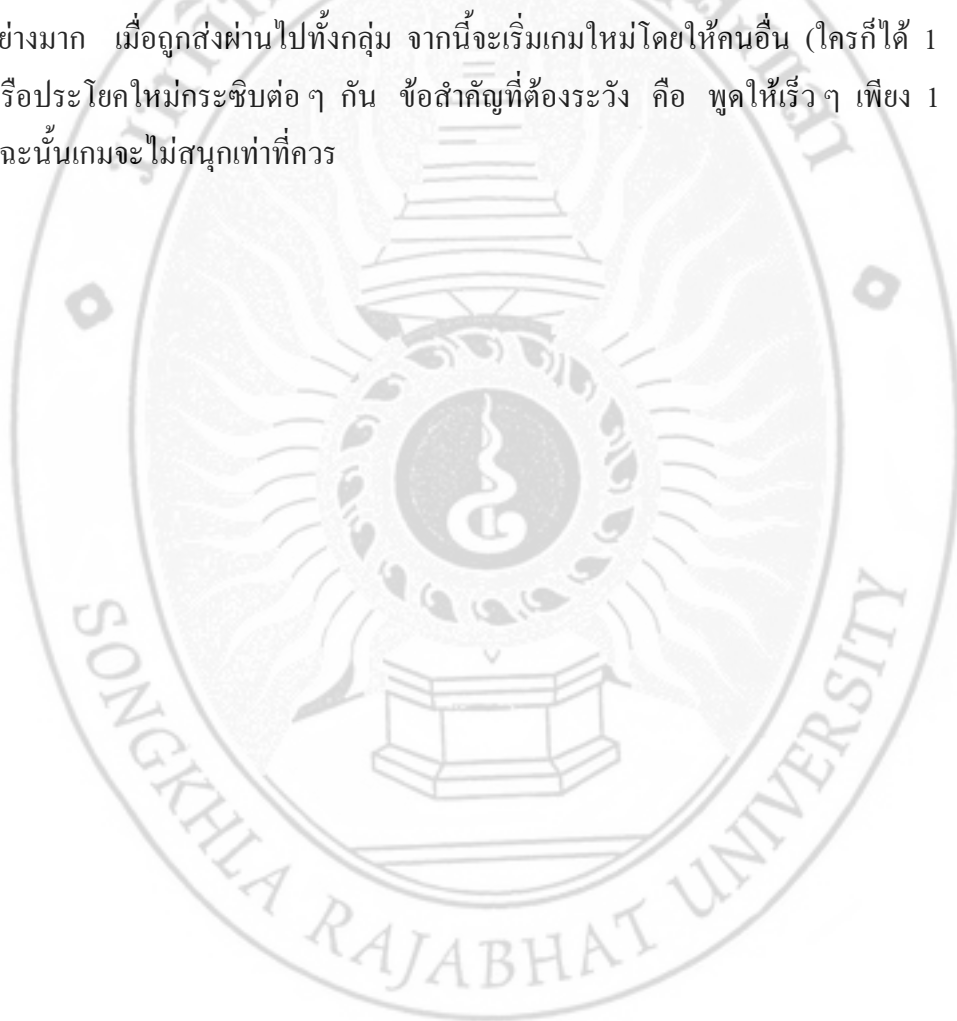 ย่างมาก เมื่อถูกส่งผ่านไปทั้งกลุ่ม จากนี้จะเริ่มเกมใหม่โดยให้คนอื่น (ใครก็ได้ 1
รือประโยคใหม่กระซิบต่อ ๆ กัน ข้อสำคัญที่ต้องระวัง คือ พูดให้เร็ว ๆ เพียง 1
ฉะนั้นเกมจะไม่สนุกเท่าที่ควร
SONGKHLA RAJABHAT UNIVERSITY